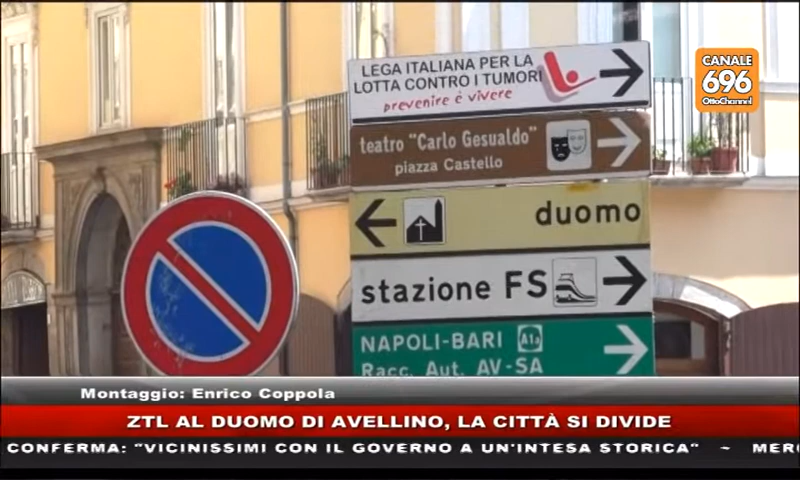 LEGA ITALIANA PER LA
LOTTA CONTRO I TUMORI
prevenire è vivere
CANALE
696
OttoChannel
teatro "Carlo Gesualdo"
piazza Castello
duomo
stazione FS
NAPOLI-BARI A16
Racc. Aut. AV-SA
Montaggio: Enrico Coppola
ZTL AL DUOMO DI AVELLINO, LA CITTÀ SI DIVIDE
CONFERMA: "VICINISSIMI CON IL GOVERNO A UN'INTESA STORICA" ~ MERC